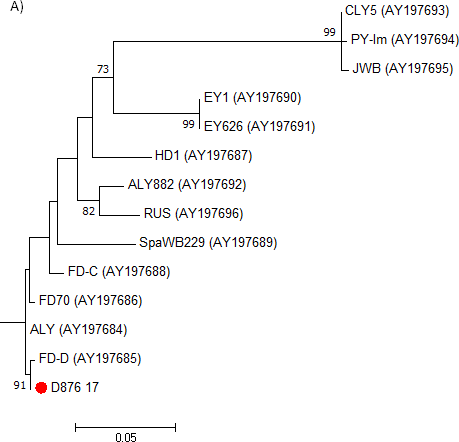 A)
CLY5 (AY197693)
99
PY-Im (AY197694)
JWB (AY197695)
73
EY1 (AY197690)
99
EY626 (AY197691)
HD1 (AY197687)
ALY882 (AY197692)
82
RUS (AY197696)
SpaWB229 (AY197689)
FD-C (AY197688)
FD70 (AY197686)
ALY (AY197684)
FD-D (AY197685)
91
D876 17
0.05